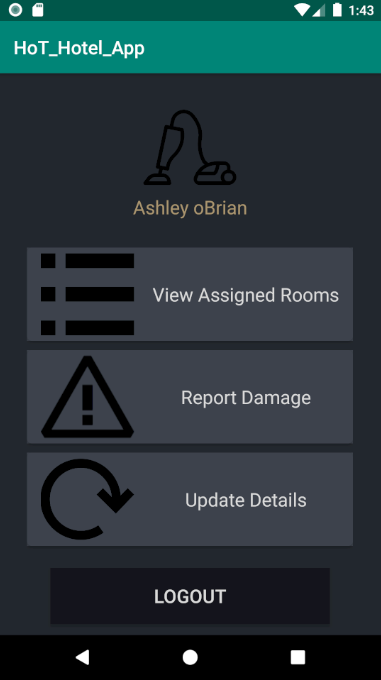 1:43
HoT_Hotel_App
Ashley oBrian
View Assigned Rooms
Report Damage
Update Details
LOGOUT